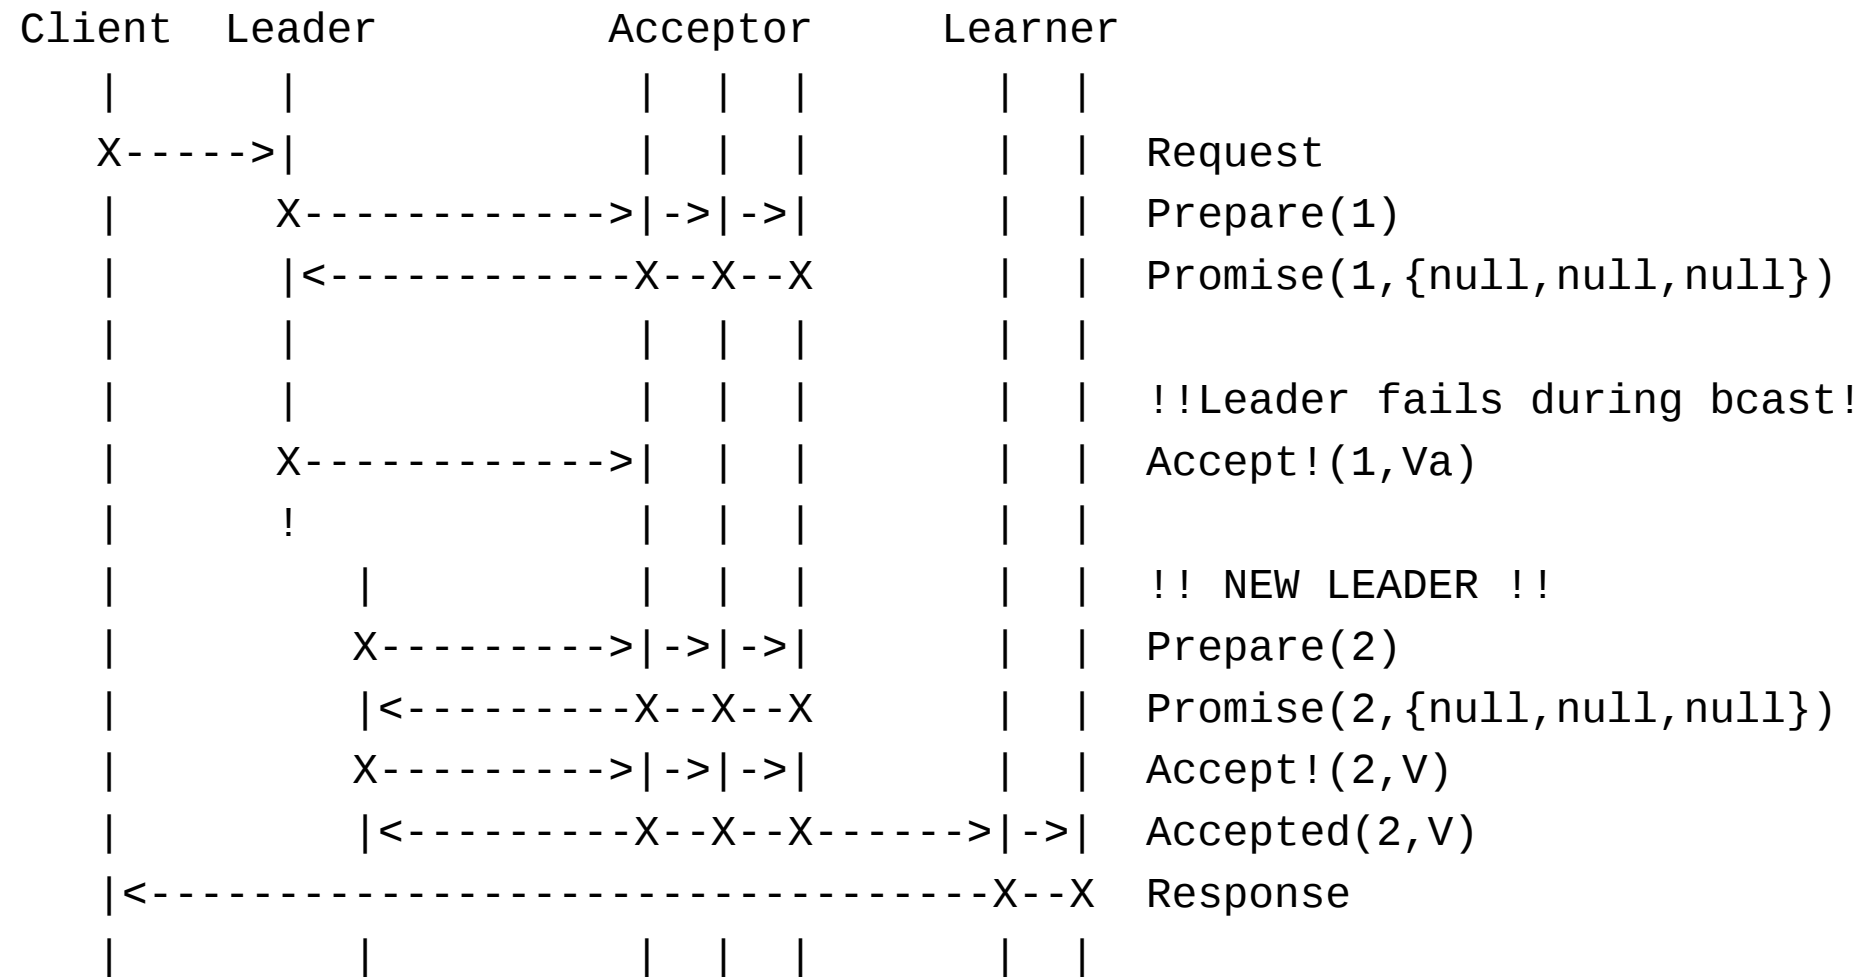 Client  Leader         Acceptor     Learner
   |      |             |  |  |       |  |
   X----->|             |  |  |       |  |  Request
   |      X------------>|->|->|       |  |  Prepare(1)
   |      |<------------X--X--X       |  |  Promise(1,{null,null,null})
   |      |             |  |  |       |  |
   |      |             |  |  |       |  |  !!Leader fails during bcast!
   |      X------------>|  |  |       |  |  Accept!(1,Va)
   |      !             |  |  |       |  |
   |         |          |  |  |       |  |  !! NEW LEADER !!
   |         X--------->|->|->|       |  |  Prepare(2)
   |         |<---------X--X--X       |  |  Promise(2,{null,null,null})
   |         X--------->|->|->|       |  |  Accept!(2,V)
   |         |<---------X--X--X------>|->|  Accepted(2,V)
   |<---------------------------------X--X  Response
   |         |          |  |  |       |  |